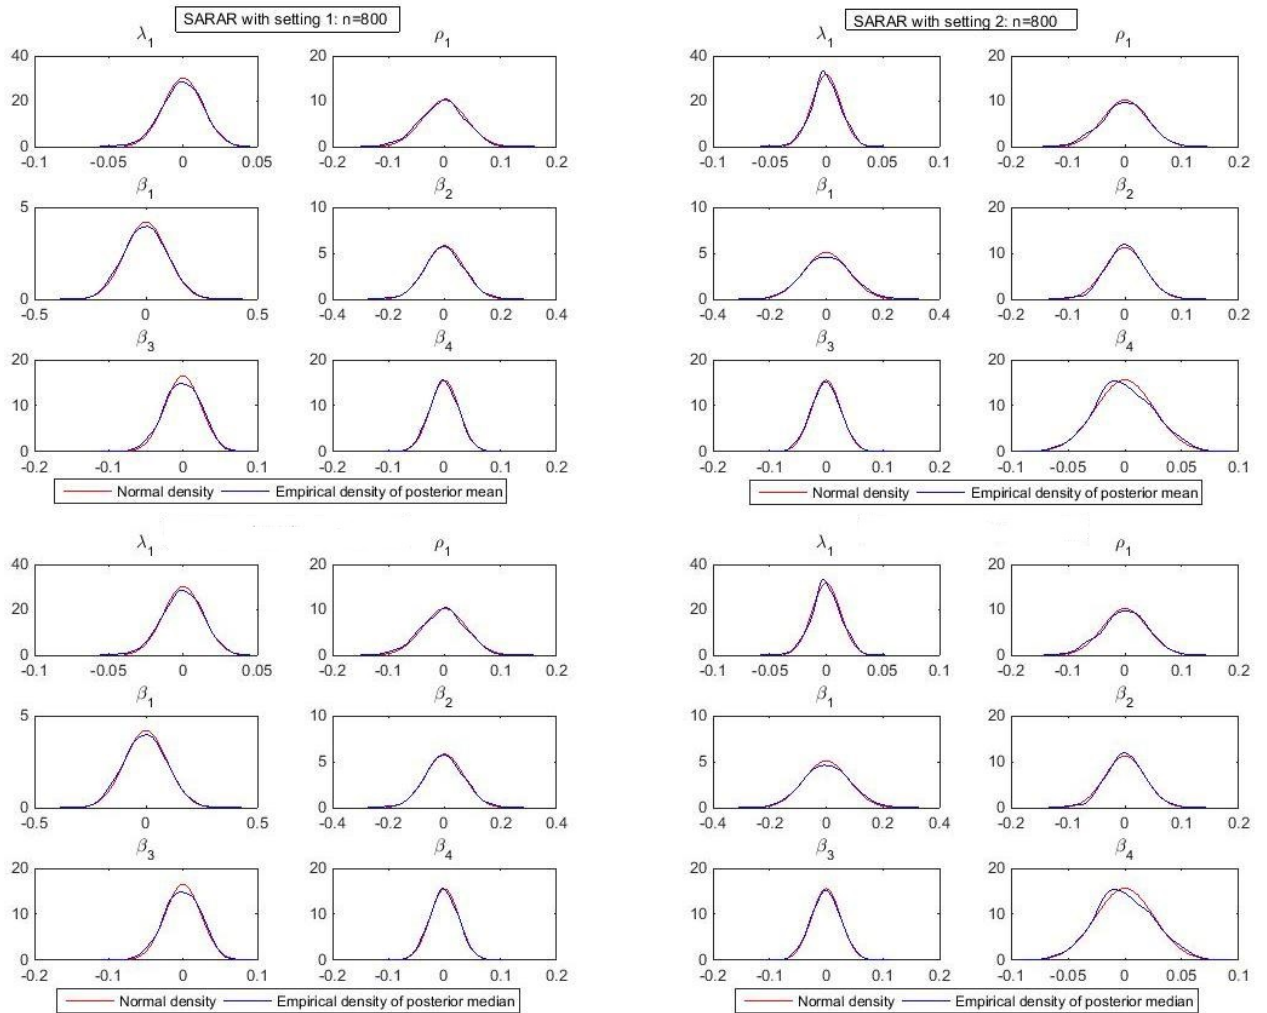 SARAR with setting 1: n=800
λ1 ρ1
40 20
20 10
0 0
-0.1 -0.05 0 0.05 -0.2 -0.1 0 0.1 0.2
β1 β2
5 10
5
0 0
-0.5 0 0.5 -0.4 -0.2 0 0.2 0.4
β3 β4
20 20
10 10
0 0
-0.2 -0.1 0 0.1 -0.2 -0.1 0 0.1 0.2
Normal density Empirical density of posterior mean
SARAR with setting 2: n=800
λ1 ρ1
40 20
20 10
0 0
-0.1 -0.05 0 0.05 0.1 -0.2 -0.1 0 0.1 0.2
β1 β2
10 20
5 10
0 0
-0.4 -0.2 0 0.2 0.4 -0.2 -0.1 0 0.1 0.2
β3 β4
20 20
10 10
0 0
-0.2 -0.1 0 0.1 0.2 -0.1 -0.05 0 0.05 0.1
Normal density Empirical density of posterior mean
λ1 ρ1
40 20
20 10
0 0
-0.1 -0.05 0 0.05 -0.2 -0.1 0 0.1 0.2
β1 β2
5 10
5
0 0
-0.5 0 0.5 -0.4 -0.2 0 0.2 0.4
β3 β4
20 20
10 10
0 0
-0.2 -0.1 0 0.1 -0.2 -0.1 0 0.1 0.2
Normal density Empirical density of posterior median
λ1 ρ1
40 20
20 10
0 0
-0.1 -0.05 0 0.05 0.1 -0.2 -0.1 0 0.1 0.2
β1 β2
10 20
5 10
0 0
-0.4 -0.2 0 0.2 0.4 -0.2 -0.1 0 0.1 0.2
β3 β4
20 20
10 10
0 0
-0.2 -0.1 0 0.1 0.2 -0.1 -0.05 0 0.05 0.1
Normal density Empirical density of posterior median